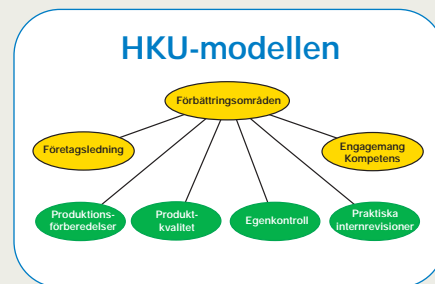 HKU-modellen
Förbättringsområden
Företagsledning
Engagemang
Kompetens
Produktions-
förberedelser
Produkt-
kvalitet
Egenkontroll
Praktiska
internrevisioner